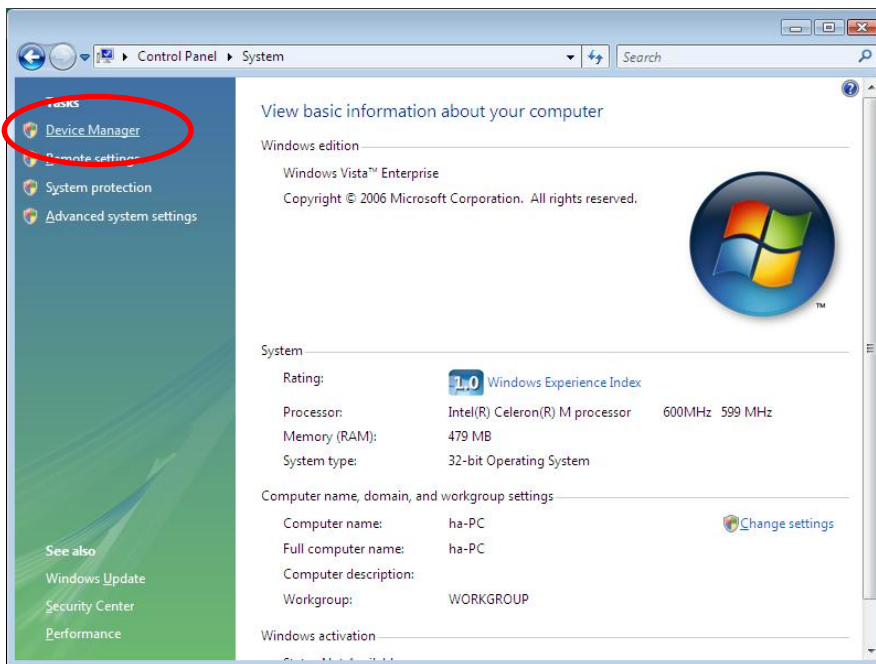 Control Panel System
Search
Tasks
Device Manager
Remote settings
System protection
Advanced system settings
See also
Windows Update
Security Center
Performance
View basic information about your computer
Windows edition
Windows Vista™ Enterprise
Copyright © 2006 Microsoft Corporation. All rights reserved.
TM
System
Rating: 1.0 Windows Experience Index
Processor: Intel(R) Celeron(R) M processor 600MHz 599 MHz
Memory (RAM): 479 MB
System type: 32-bit Operating System
Computer name, domain, and workgroup settings
Computer name: ha-PC Change settings
Full computer name: ha-PC
Computer description:
Workgroup: WORKGROUP
Windows activation